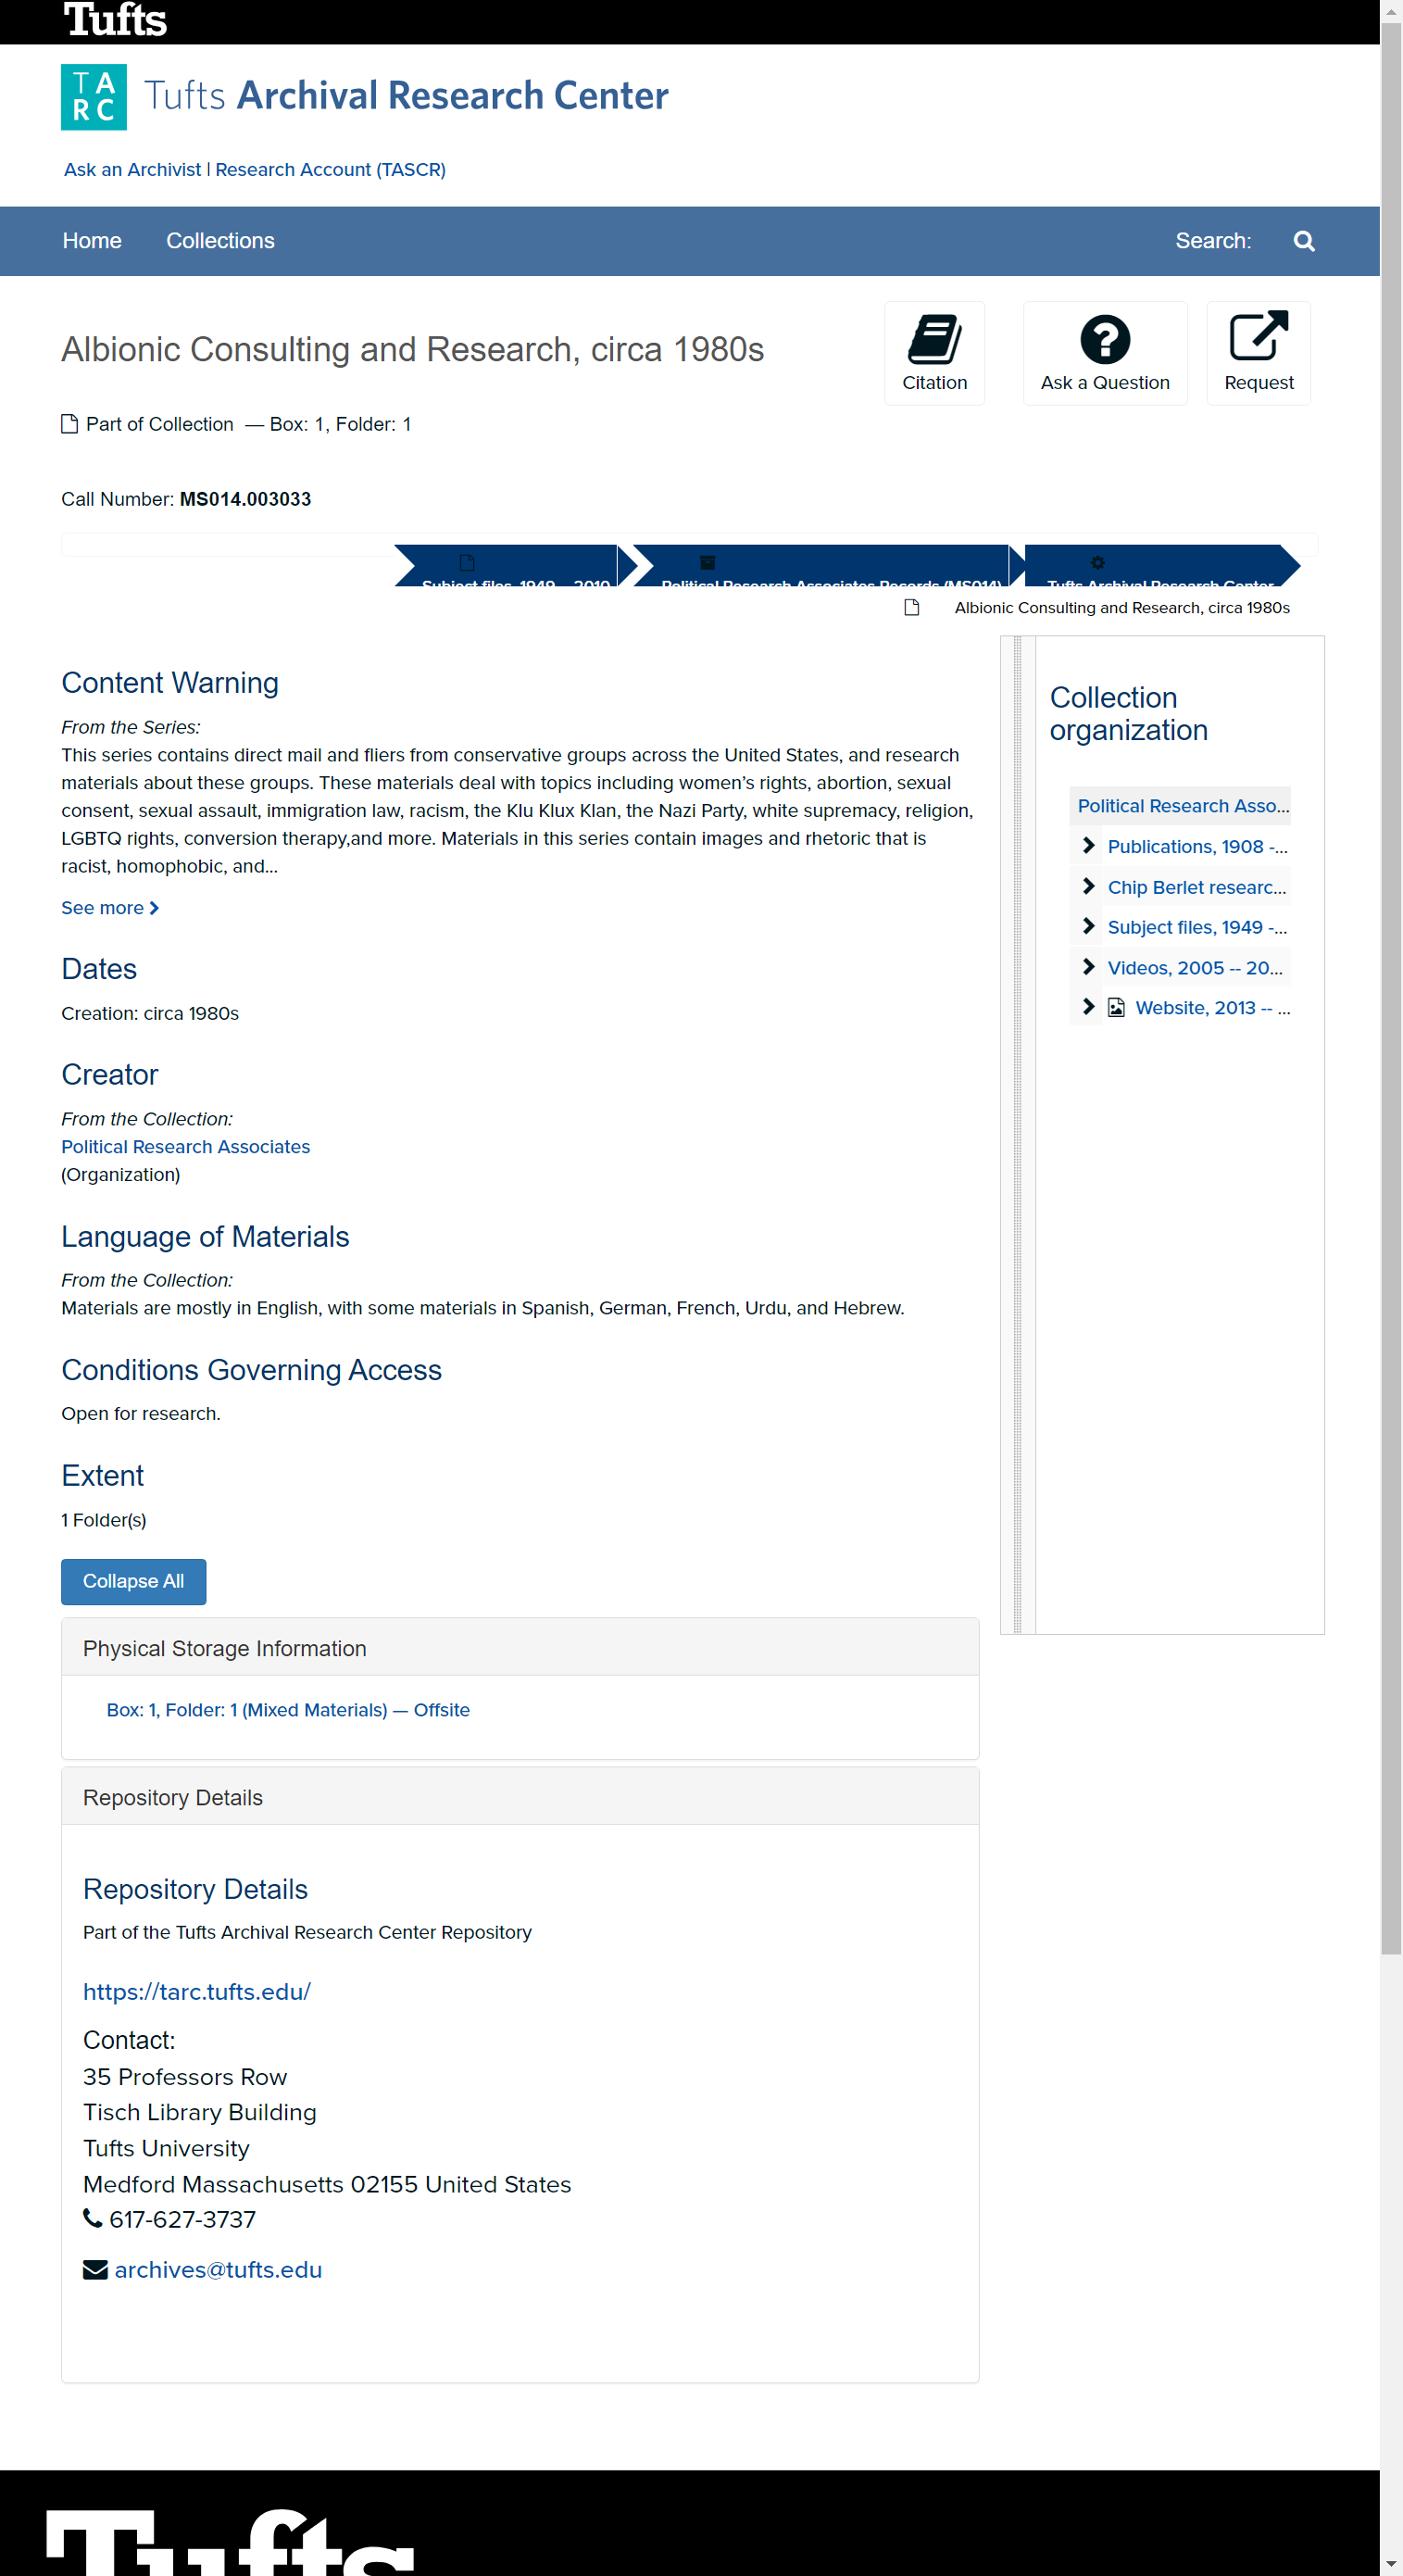 Tufts
TARC Tufts Archival Research Center
Ask an Archivist | Research Account (TASCR)
Home Collections Search:
Albionic Consulting and Research, circa 1980s
Citation Ask a Question Request
Part of Collection — Box: 1, Folder: 1
Call Number: MS014.003033
Subject files, 1949 -- 2010 Political Research Associates Records (MS014) Tufts Archival Research Center
Albionic Consulting and Research, circa 1980s
Content Warning
From the Series:
This series contains direct mail and fliers from conservative groups across the United States, and research
materials about these groups. These materials deal with topics including women’s rights, abortion, sexual
consent, sexual assault, immigration law, racism, the Klu Klux Klan, the Nazi Party, white supremacy, religion,
LGBTQ rights, conversion therapy,and more. Materials in this series contain images and rhetoric that is
racist, homophobic, and...
See more
Dates
Creation: circa 1980s
Creator
From the Collection:
Political Research Associates
(Organization)
Language of Materials
From the Collection:
Materials are mostly in English, with some materials in Spanish, German, French, Urdu, and Hebrew.
Conditions Governing Access
Open for research.
Extent
1 Folder(s)
Collapse All
Physical Storage Information
Box: 1, Folder: 1 (Mixed Materials) — Offsite
Repository Details
Repository Details
Part of the Tufts Archival Research Center Repository
https://tarc.tufts.edu/
Contact:
35 Professors Row
Tisch Library Building
Tufts University
Medford Massachusetts 02155 United States
617-627-3737
archives@tufts.edu
Collection
organization
Political Research Asso...
Publications, 1908 -...
Chip Berlet researc...
Subject files, 1949 -...
Videos, 2005 -- 20...
Website, 2013 -- ...
Tufts